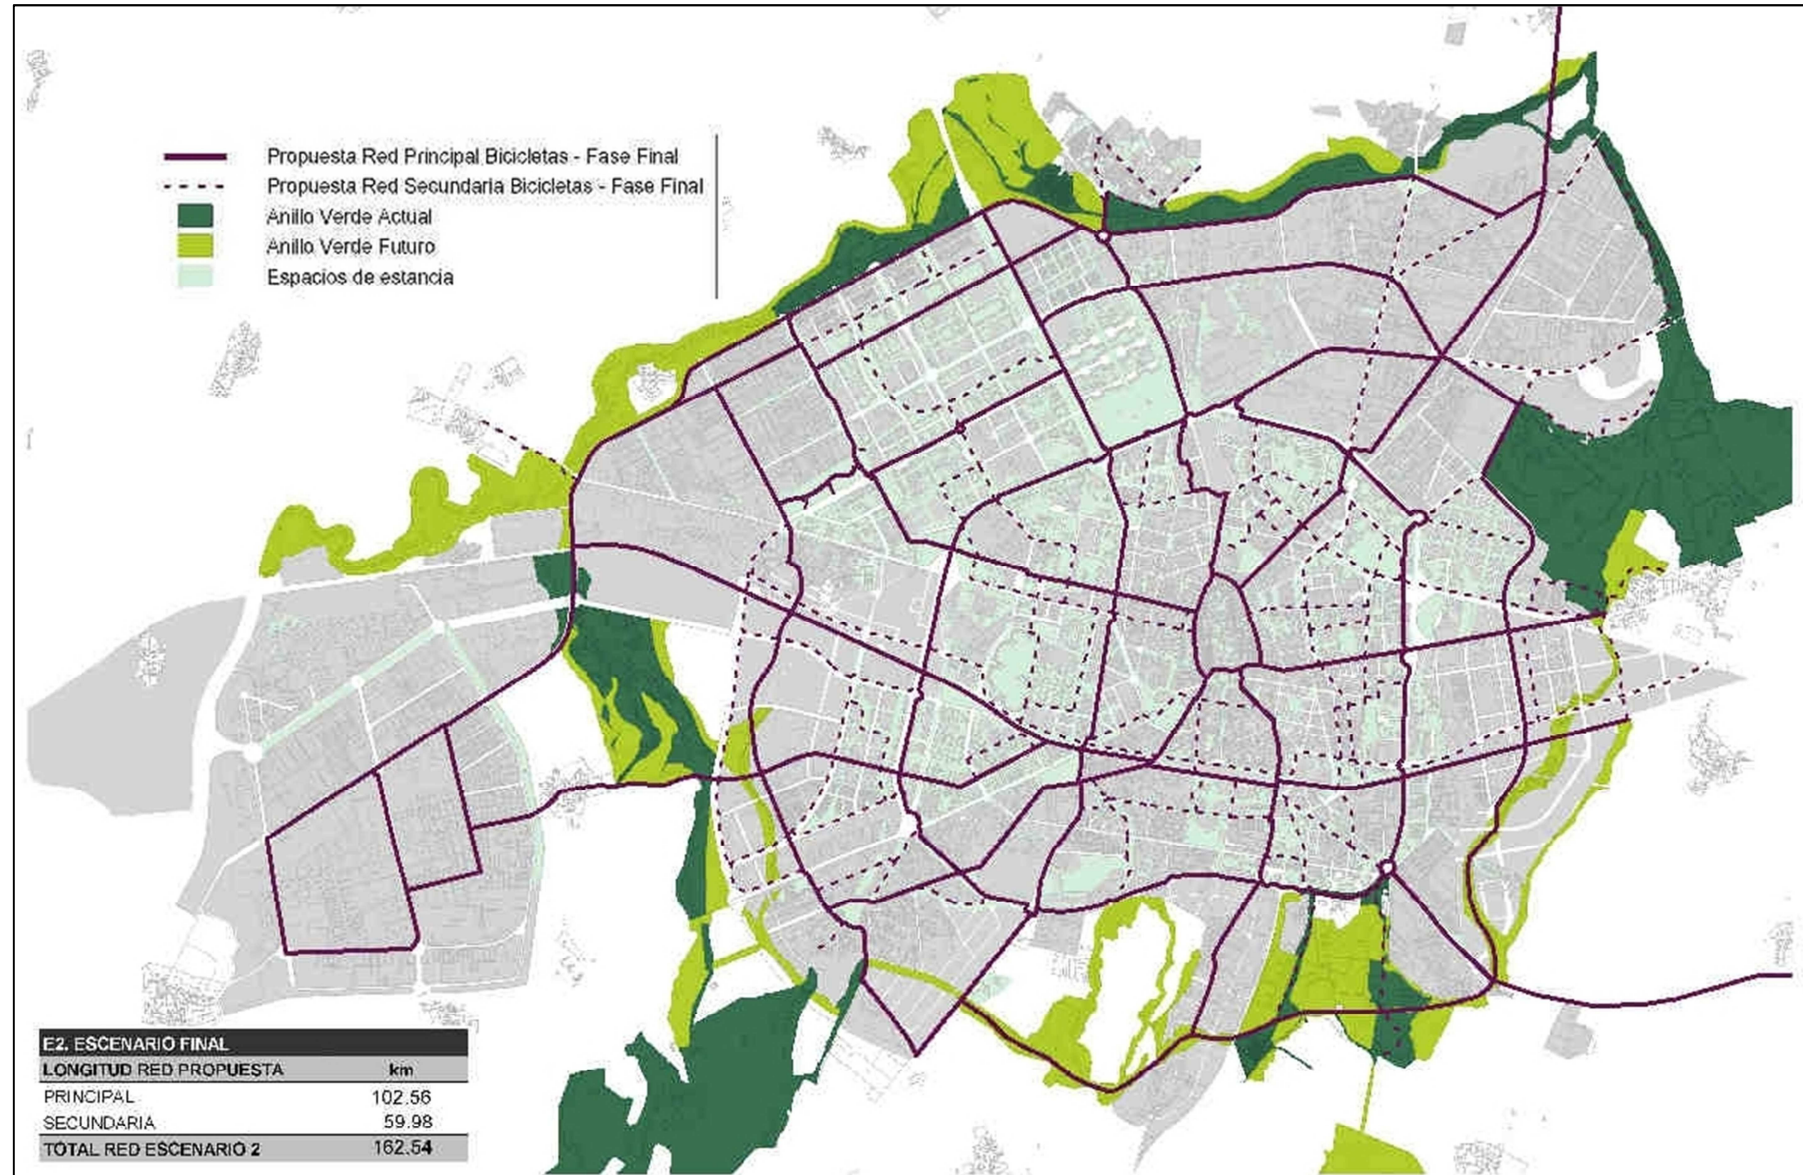 Propuesta Red Principal Bicicletas - Fase Final
Propuesta Red Secundaria Bicicletas - Fase Final
Anillo Verde Actual
Anillo Verde Futuro
Espacios de estancia
E2. ESCENARIO FINAL
LONGITUD RED PROPUESTA km
PRINCIPAL 102.56
SECUNDARIA 59.98
TOTAL RED ESCENARIO 2 162.54